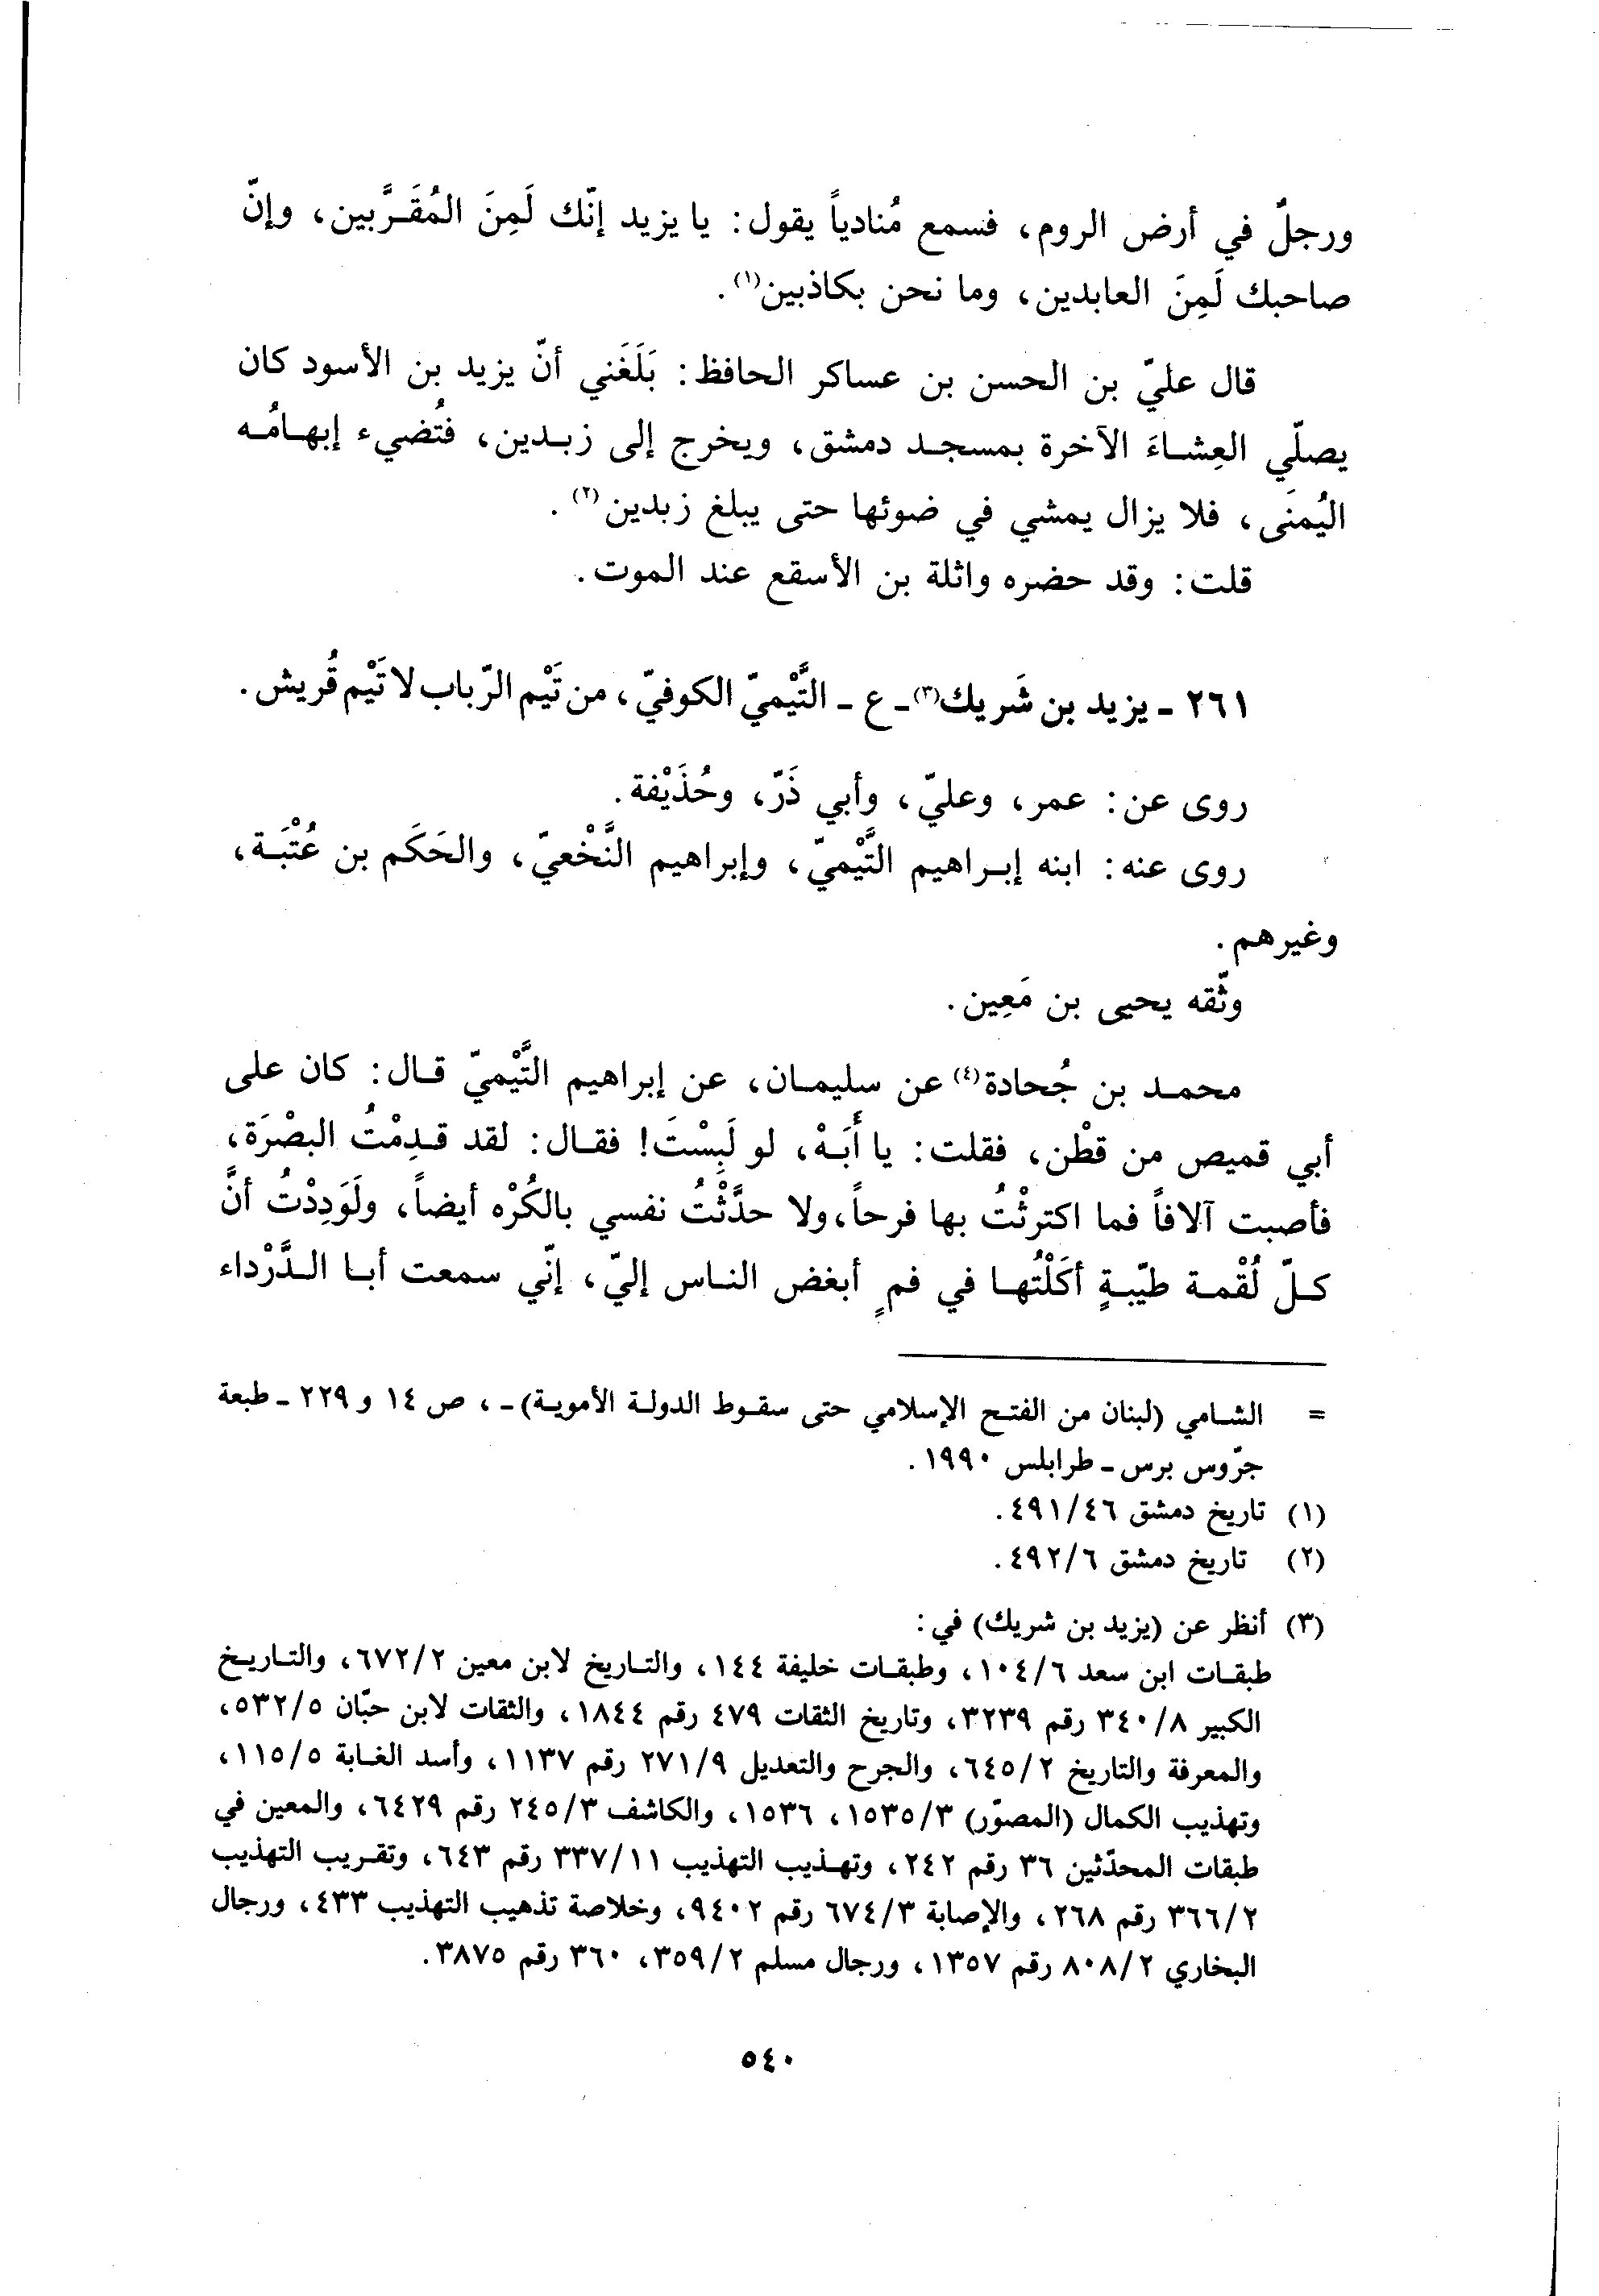 ورجلٌ في أرض الروم، فسمع مُنادياً يقول: يا يزيد إنّك لَمِنَ المُقَرَّبين، وإنّ
صاحبك لَمِنَ العابدين، وما نحن بكاذبين(١).
قال عليّ بن الحسن بن عساكر الحافظ: بَلَغَني أنّ يزيد بن الأسود كان
يصلّي العِشاءَ الآخرة بمسجد دمشق، ويخرج إلى زبدين، فتُضيء إبهامُه
اليُمنَى، فلا يزال يمشي في ضوئها حتى يبلغ زبدين(٢).
قلت: وقد حضره واثلة بن الأسقع عند الموت.
٢٦١ - يزيد بن شَريك(٣) - ع - التَّيْميّ الكوفيّ، من تَيْم الرّباب لا تَيْم قُريش.
روى عن: عمر، وعليّ، وأبي ذَرّ، وحُذَيْفة.
روى عنه: ابنه إبراهيم التَّيْميّ، وإبراهيم النَّخْعيّ، والحَكَم بن عُتْبَة،
وغيرهم.
وثّقه يحيى بن مَعِين.
محمد بن جُحادة(٤) عن سليمان، عن إبراهيم التَّيْميّ قال: كان على
أبي قميص من قطْن، فقلت: يا أَبَهْ، لو لَبِسْتَ! فقال: لقد قدِمْتُ البصْرَة،
فأصبت آلافاً فما اكترثْتُ بها فرحاً، ولا حدَّثْتُ نفسي بالكُرْه أيضاً، ولَوَدِدْتُ أنَّ
كلّ لُقْمة طيّبةٍ أكَلْتُها في فمٍ أبغض الناس إليّ، إنّي سمعت أبا الدَّرْداء
= الشامي (لبنان من الفتح الإسلامي حتى سقوط الدولة الأموية) -، ص ١٤ و ٢٢٩ - طبعة
جرّوس برس - طرابلس ١٩٩٠.
(١) تاريخ دمشق ٤٩١/٤٦.
(٢) تاريخ دمشق ٤٩٢/٦.
(٣) أنظر عن (يزيد بن شريك) في:
طبقات ابن سعد ١٠٤/٦، وطبقات خليفة ١٤٤، والتاريخ لابن معين ٦٧٢/٢، والتاريخ
الكبير ٣٤٠/٨ رقم ٣٢٣٩، وتاريخ الثقات ٤٧٩ رقم ١٨٤٤، والثقات لابن حبّان ٥٣٢/٥،
والمعرفة والتاريخ ٦٤٥/٢، والجرح والتعديل ٢٧١/٩ رقم ١١٣٧، وأسد الغابة ١١٥/٥،
وتهذيب الكمال (المصوّر) ١٥٣٥/٣، ١٥٣٦، والكاشف ٢٤٥/٣ رقم ٦٤٢٩، والمعين في
طبقات المحدّثين ٣٦ رقم ٢٤٢، وتهذيب التهذيب ٣٣٧/١١ رقم ٦٤٣، وتقريب التهذيب
٣٦٦/٢ رقم ٢٦٨، والإصابة ٦٧٤/٣ رقم ٩٤٠٢، وخلاصة تذهيب التهذيب ٤٣٣، ورجال
البخاري ٨٠٨/٢ رقم ١٣٥٧، ورجال مسلم ٣٥٩/٢، ٣٦٠ رقم ٣٨٧٥.
٥٤٠